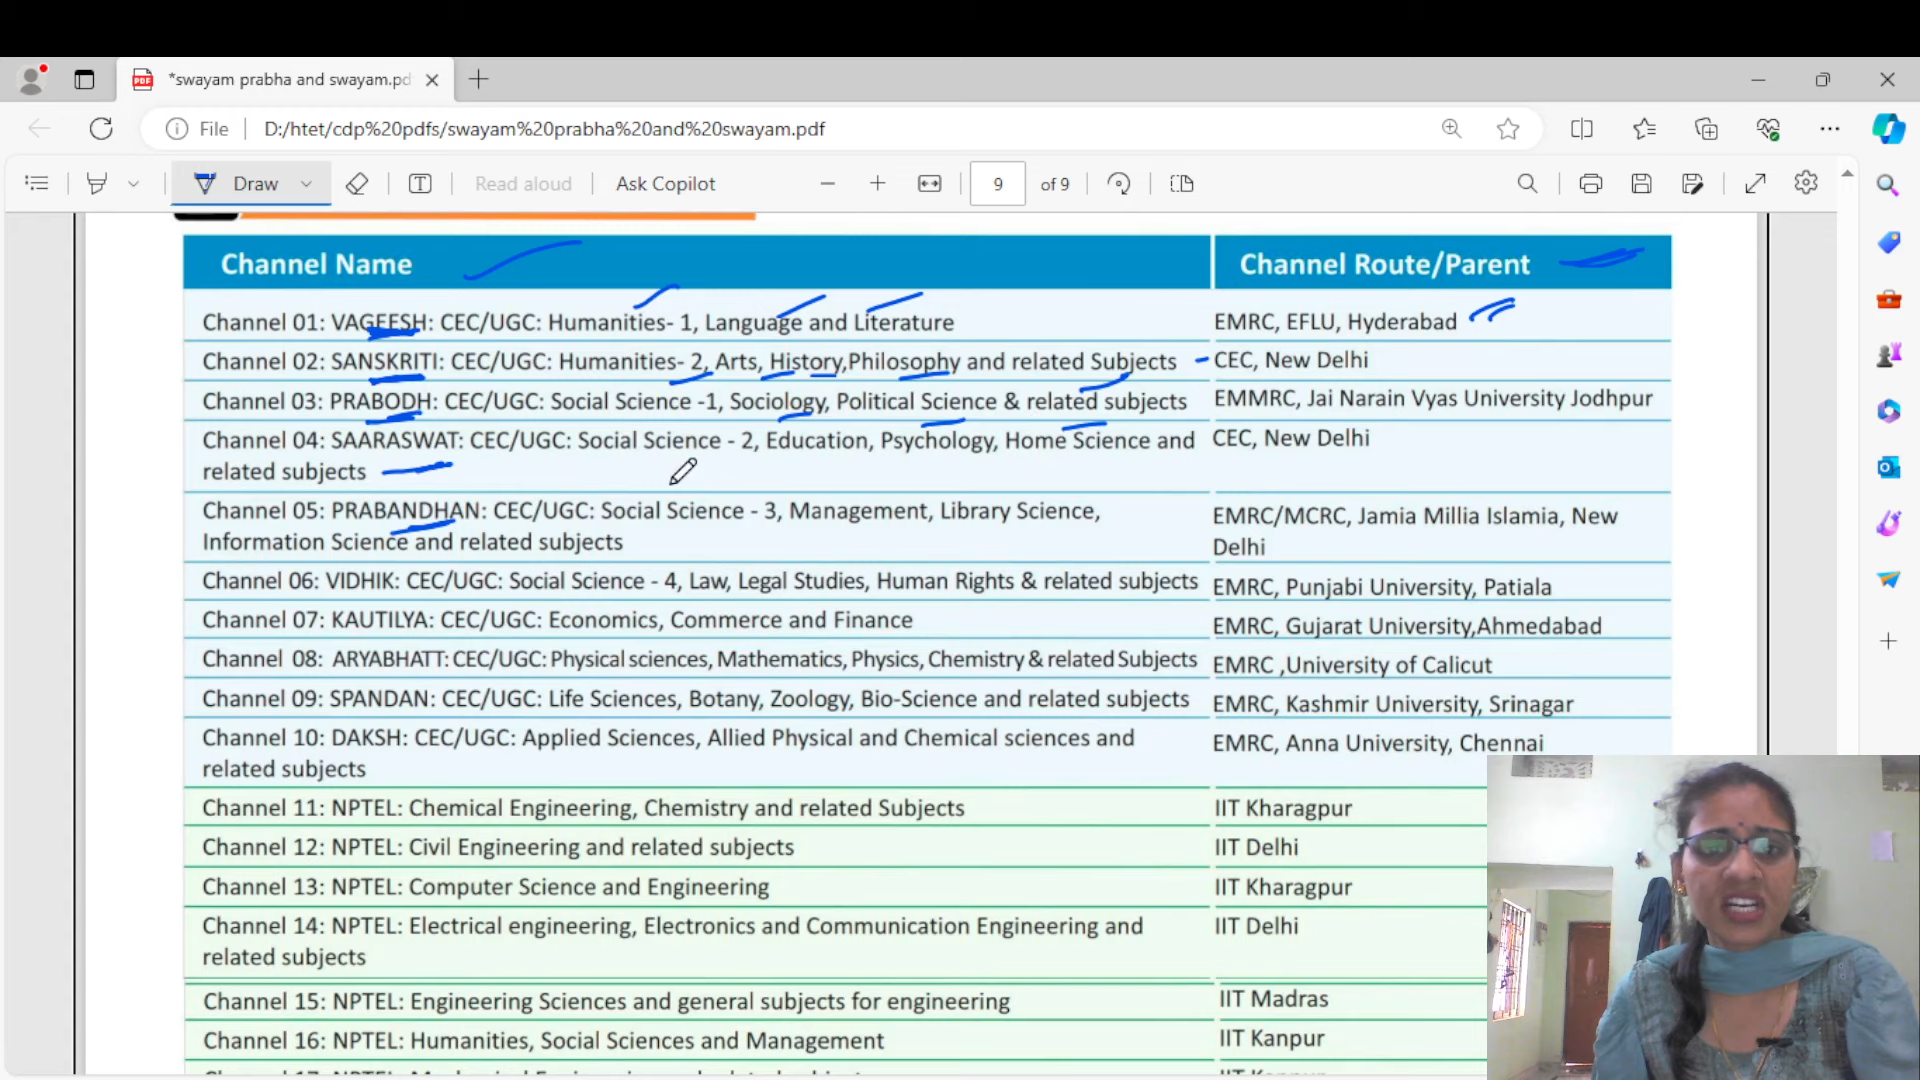 *swayam prabha and swayam.pd
File
D:/htet/cdp%20pdfs/swayam%20prabha%20and%20swayam.pdf
Draw
Read aloud
Ask Copilot
9
of 9
Channel Name
Channel Route/Parent
Channel 01: VAGEESH: CEC/UGC: Humanities- 1, Language and Literature
EMRC, EFLU, Hyderabad
Channel 02: SANSKRITI: CEC/UGC: Humanities- 2, Arts, History,Philosophy and related Subjects
CEC, New Delhi
Channel 03: PRABODH: CEC/UGC: Social Science -1, Sociology, Political Science & related subjects
EMMRC, Jai Narain Vyas University Jodhpur
Channel 04: SAARASWAT: CEC/UGC: Social Science - 2, Education, Psychology, Home Science and
related subjects
CEC, New Delhi
Channel 05: PRABANDHAN: CEC/UGC: Social Science - 3, Management, Library Science,
Information Science and related subjects
EMRC/MCRC, Jamia Millia Islamia, New
Delhi
Channel 06: VIDHIK: CEC/UGC: Social Science - 4, Law, Legal Studies, Human Rights & related subjects
EMRC, Punjabi University, Patiala
Channel 07: KAUTILYA: CEC/UGC: Economics, Commerce and Finance
EMRC, Gujarat University,Ahmedabad
Channel 08: ARYABHATT: CEC/UGC: Physical sciences, Mathematics, Physics, Chemistry & related Subjects
EMRC ,University of Calicut
Channel 09: SPANDAN: CEC/UGC: Life Sciences, Botany, Zoology, Bio-Science and related subjects
EMRC, Kashmir University, Srinagar
Channel 10: DAKSH: CEC/UGC: Applied Sciences, Allied Physical and Chemical sciences and
related subjects
EMRC, Anna University, Chennai
Channel 11: NPTEL: Chemical Engineering, Chemistry and related Subjects
IIT Kharagpur
Channel 12: NPTEL: Civil Engineering and related subjects
IIT Delhi
Channel 13: NPTEL: Computer Science and Engineering
IIT Kharagpur
Channel 14: NPTEL: Electrical engineering, Electronics and Communication Engineering and
related subjects
IIT Delhi
Channel 15: NPTEL: Engineering Sciences and general subjects for engineering
IIT Madras
Channel 16: NPTEL: Humanities, Social Sciences and Management
IIT Kanpur